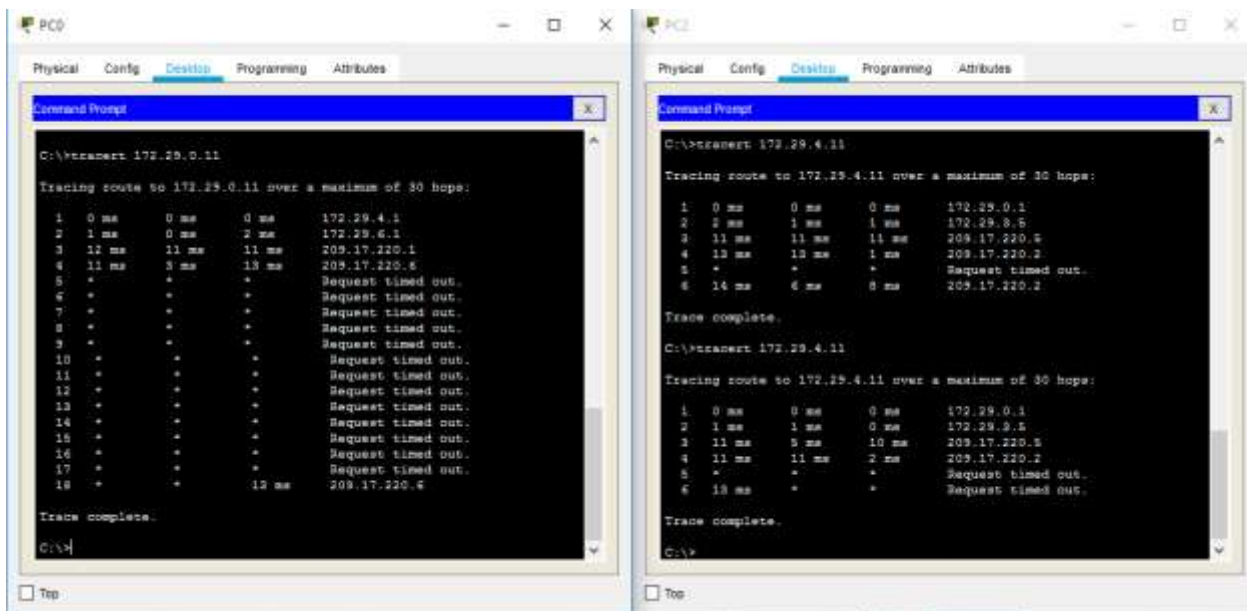 PC0
Physical Config Desktop Programming Attributes
Command Prompt X
C:\>tracert 172.29.0.11
Tracing route to 172.29.0.11 over a maximum of 30 hops:
1 0 ms 0 ms 0 ms 172.29.4.1
2 1 ms 0 ms 2 ms 172.29.6.1
3 12 ms 11 ms 11 ms 209.17.220.1
4 11 ms 3 ms 13 ms 209.17.220.6
5 * * * Request timed out.
6 * * * Request timed out.
7 * * * Request timed out.
8 * * * Request timed out.
9 * * * Request timed out.
10 * * * Request timed out.
11 * * * Request timed out.
12 * * * Request timed out.
13 * * * Request timed out.
14 * * * Request timed out.
15 * * * Request timed out.
16 * * * Request timed out.
17 * * * Request timed out.
18 * * 13 ms 209.17.220.6
Trace complete.
C:\>
Top
PC2
Physical Config Desktop Programming Attributes
Command Prompt X
C:\>tracert 172.29.4.11
Tracing route to 172.29.4.11 over a maximum of 30 hops:
1 0 ms 0 ms 0 ms 172.29.0.1
2 2 ms 1 ms 1 ms 172.29.3.5
3 11 ms 11 ms 11 ms 209.17.220.5
4 13 ms 13 ms 1 ms 209.17.220.2
5 * * * Request timed out.
6 14 ms 6 ms 8 ms 209.17.220.2
Trace complete.
C:\>tracert 172.29.4.11
Tracing route to 172.29.4.11 over a maximum of 30 hops:
1 0 ms 0 ms 0 ms 172.29.0.1
2 1 ms 1 ms 0 ms 172.29.3.5
3 11 ms 5 ms 10 ms 209.17.220.5
4 11 ms 11 ms 2 ms 209.17.220.2
5 * * * Request timed out.
6 13 ms * * Request timed out.
Trace complete.
C:\>
Top